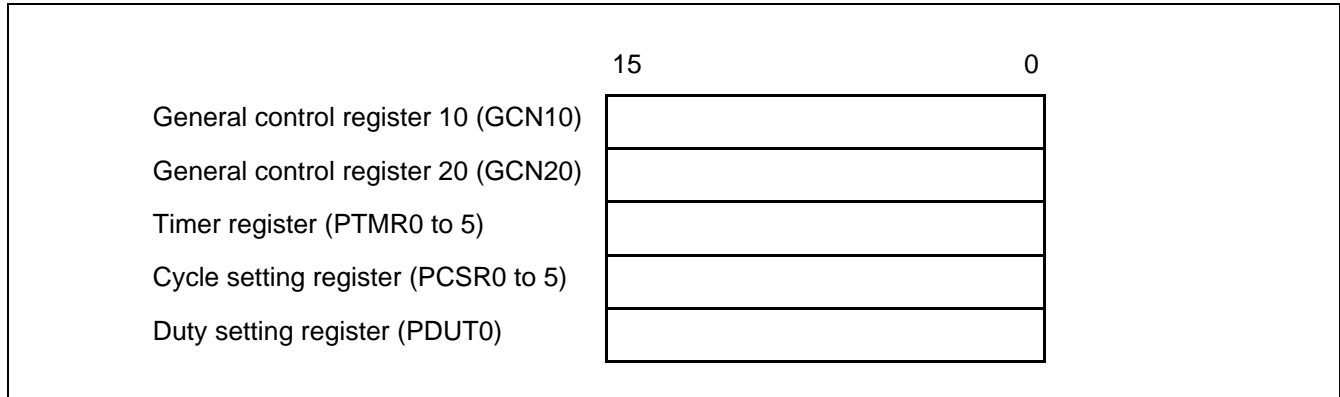 15 0
General control register 10 (GCN10)
General control register 20 (GCN20)
Timer register (PTMR0 to 5)
Cycle setting register (PCSR0 to 5)
Duty setting register (PDUT0)